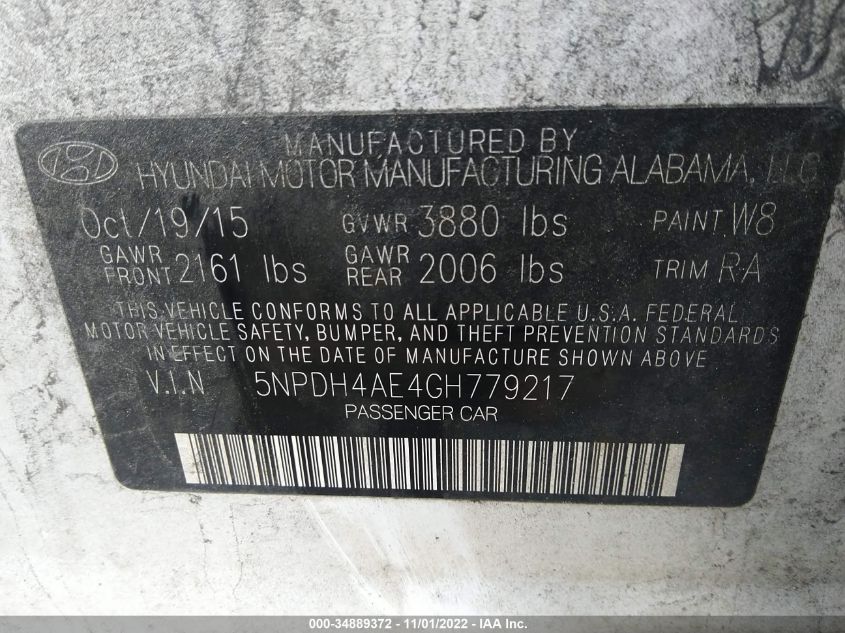 MANUFACTURED BY
HYUNDAI MOTOR MANUFACTURING ALABAMA, LLC
Oct/19/15 GVWR 3880 lbs PAINT W8
GAWR FRONT 2161 lbs GAWR REAR 2006 lbs TRIM RA
THIS VEHICLE CONFORMS TO ALL APPLICABLE U.S.A. FEDERAL
MOTOR VEHICLE SAFETY, BUMPER, AND THEFT PREVENTION STANDARDS
IN EFFECT ON THE DATE OF MANUFACTURE SHOWN ABOVE
V.I.N 5NPDH4AE4GH779217
PASSENGER CAR
000-34889372 - 11/01/2022 - IAA Inc.